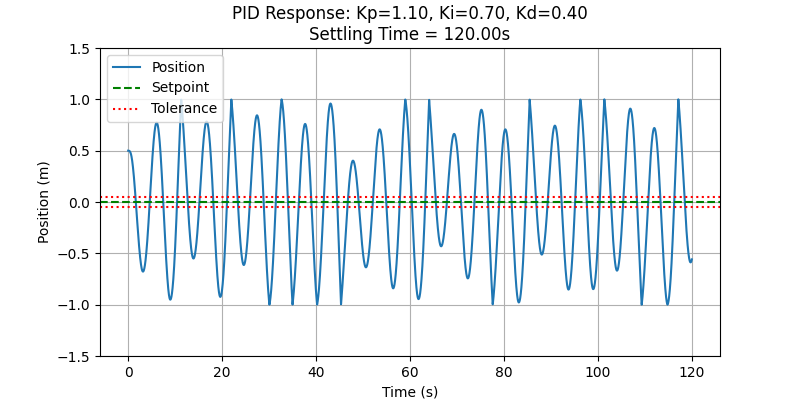 PID Response: Kp=1.10, Ki=0.70, Kd=0.40
Settling Time = 120.00s
Position
Setpoint
Tolerance
1.5
1.0
0.5
0.0
−0.5
−1.0
−1.5
Position (m)
0
20
40
60
80
100
120
Time (s)